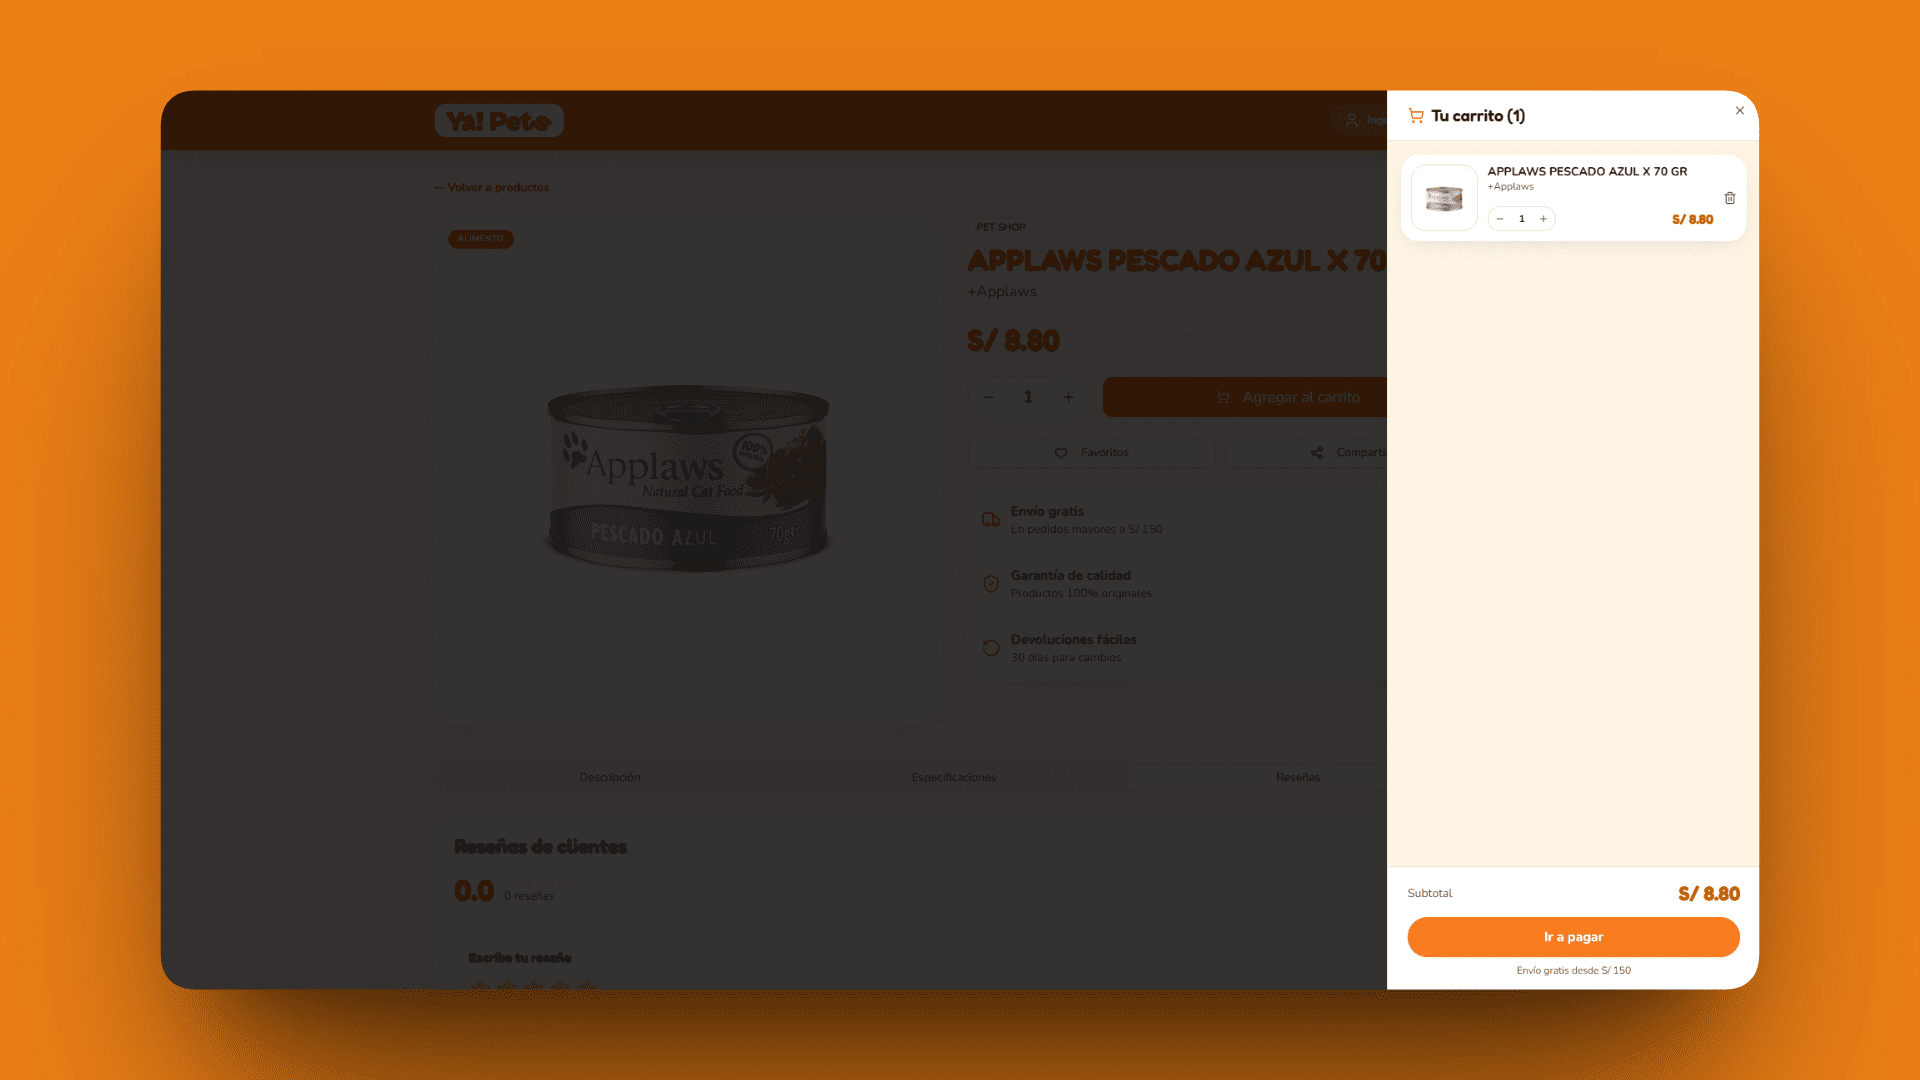 Ya! Pets
Tu carrito (1)
← Volver a productos
ALIMENTO
Applaws
100%
NATURAL
Natural Cat Food
PESCADO AZUL
70g℮
PET SHOP
APPLAWS PESCADO AZUL X 70
+Applaws
S/ 8.80
− 1 +
Agregar al carrito
Favoritos
Envío gratis
En pedidos mayores a S/ 150
Garantía de calidad
Productos 100% originales
Devoluciones fáciles
30 días para cambios
Descripción
Especificaciones
Reseñas
Reseñas de clientes
0.0
0 reseñas
Escribe tu reseña
APPLAWS PESCADO AZUL X 70 GR
+Applaws
− 1 +
S/ 8.80
Subtotal
S/ 8.80
Ir a pagar
Envío gratis desde S/ 150